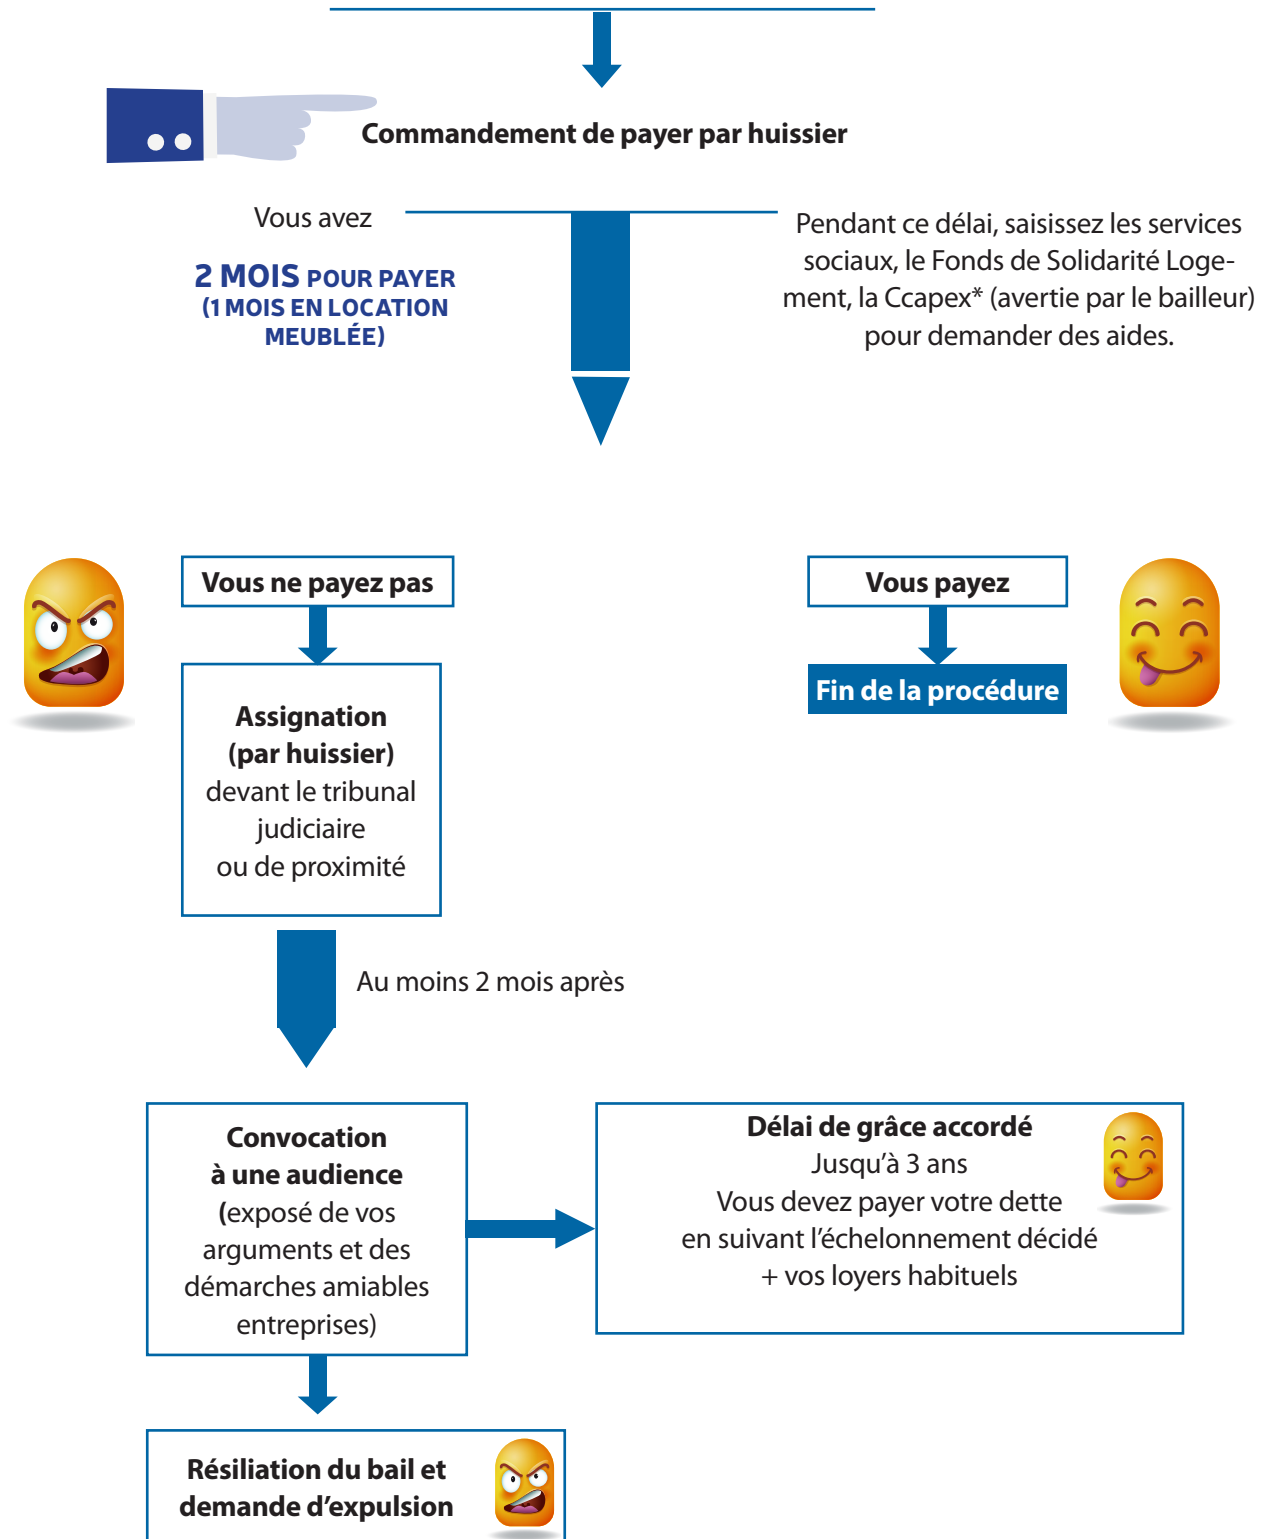 Commandement de payer par huissier
Vous avez
2 MOIS POUR PAYER
(1 MOIS EN LOCATION
MEUBLÉE)
Pendant ce délai, saisissez les services
sociaux, le Fonds de Solidarité Loge-
ment, la Ccapex* (avertie par le bailleur)
pour demander des aides.
Vous ne payez pas
Vous payez
Fin de la procédure
Assignation
(par huissier)
devant le tribunal
judiciaire
ou de proximité
Au moins 2 mois après
Convocation
à une audience
(exposé de vos
arguments et des
démarches amiables
entreprises)
Délai de grâce accordé
Jusqu’à 3 ans
Vous devez payer votre dette
en suivant l’échelonnement décidé
+ vos loyers habituels
Résiliation du bail et
demande d’expulsion